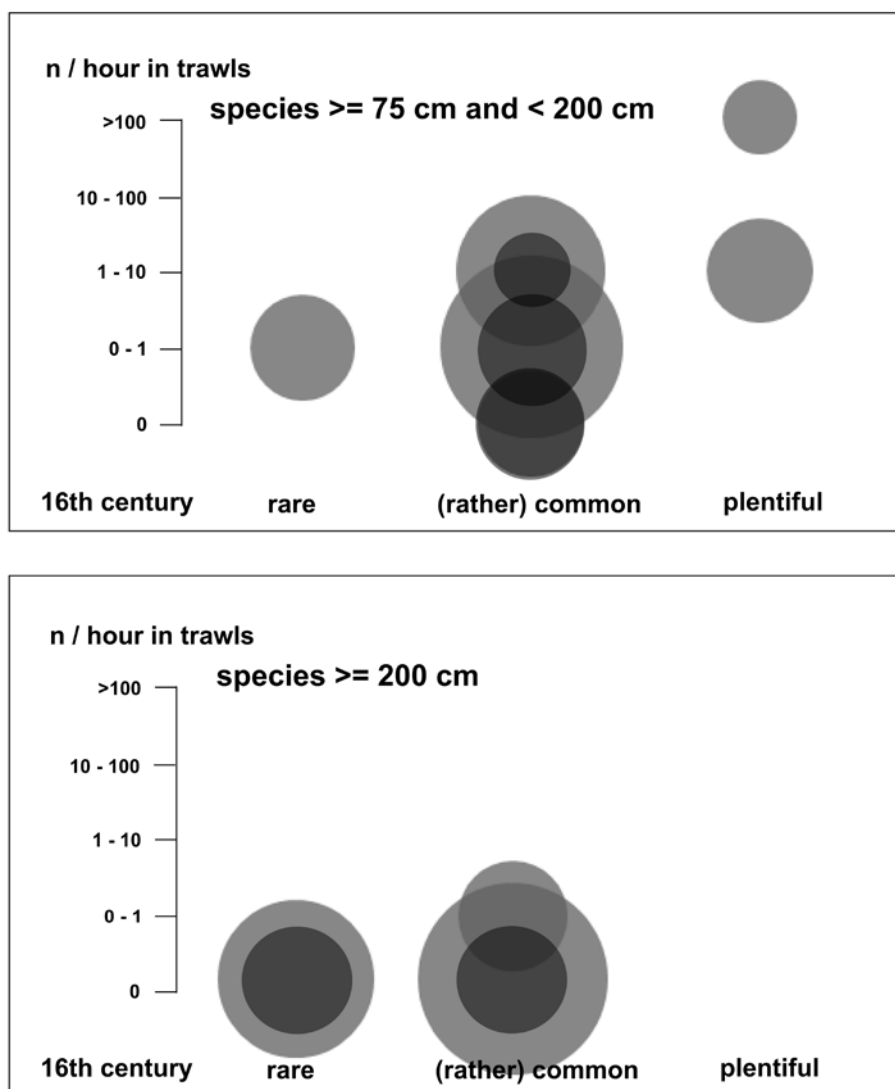 n / hour in trawls
species >= 75 cm and < 200 cm
>100
10 - 100
1 - 10
0 - 1
0
16th century rare (rather) common plentiful
n / hour in trawls
species >= 200 cm
>100
10 - 100
1 - 10
0 - 1
0
16th century rare (rather) common plentiful